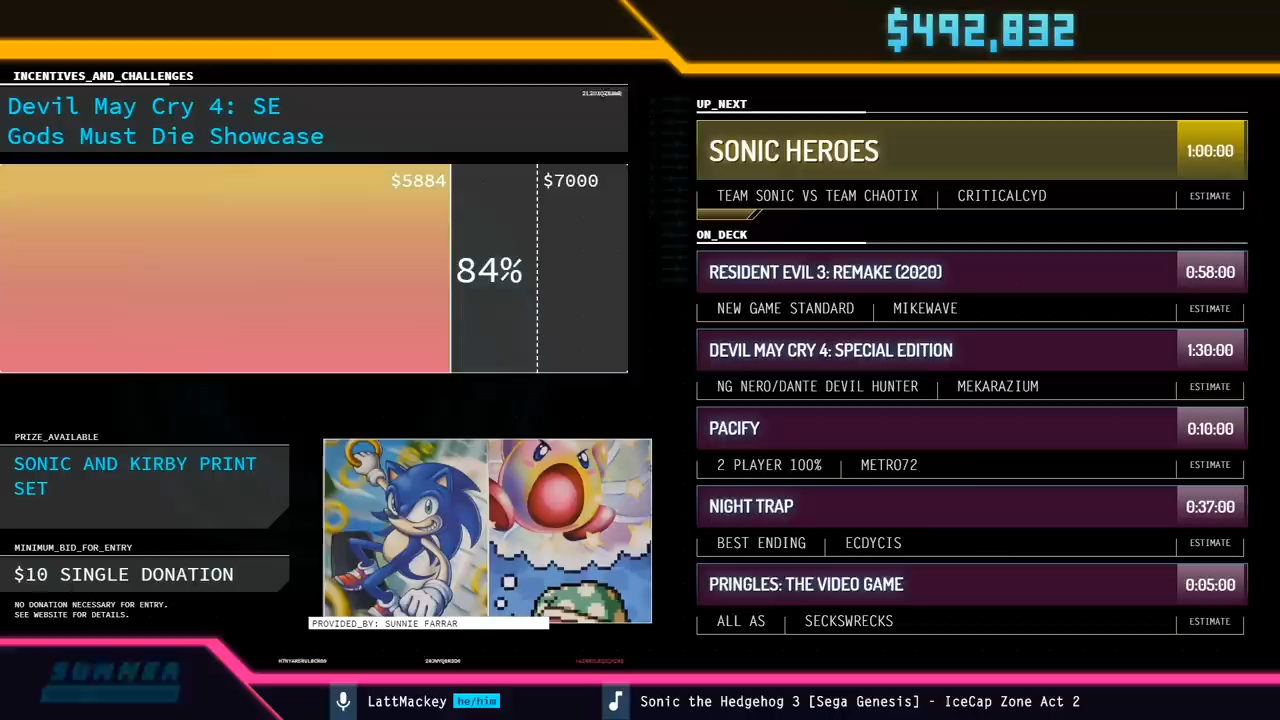 $492,832
INCENTIVES_AND_CHALLENGES
Devil May Cry 4: SE
Gods Must Die Showcase
$5884
$7000
84%
PRIZE_AVAILABLE
SONIC AND KIRBY PRINT
SET
MINIMUM_BID_FOR_ENTRY
$10 SINGLE DONATION
NO DONATION NECESSARY FOR ENTRY.
SEE WEBSITE FOR DETAILS.
PROVIDED_BY: SUNNIE FARRAR
UP_NEXT
SONIC HEROES
1:00:00
TEAM SONIC VS TEAM CHAOTIX
CRITICALCYD
ESTIMATE
ON_DECK
RESIDENT EVIL 3: REMAKE (2020)
0:58:00
NEW GAME STANDARD
MIKEWAVE
ESTIMATE
DEVIL MAY CRY 4: SPECIAL EDITION
1:30:00
NG NERO/DANTE DEVIL HUNTER
MEKARAZIUM
ESTIMATE
PACIFY
0:10:00
2 PLAYER 100%
METRO72
ESTIMATE
NIGHT TRAP
0:37:00
BEST ENDING
ECDYCIS
ESTIMATE
PRINGLES: THE VIDEO GAME
0:05:00
ALL AS
SECKSWRECKS
ESTIMATE
SUMMER
LattMackey he/him
Sonic the Hedgehog 3 [Sega Genesis] - IceCap Zone Act 2